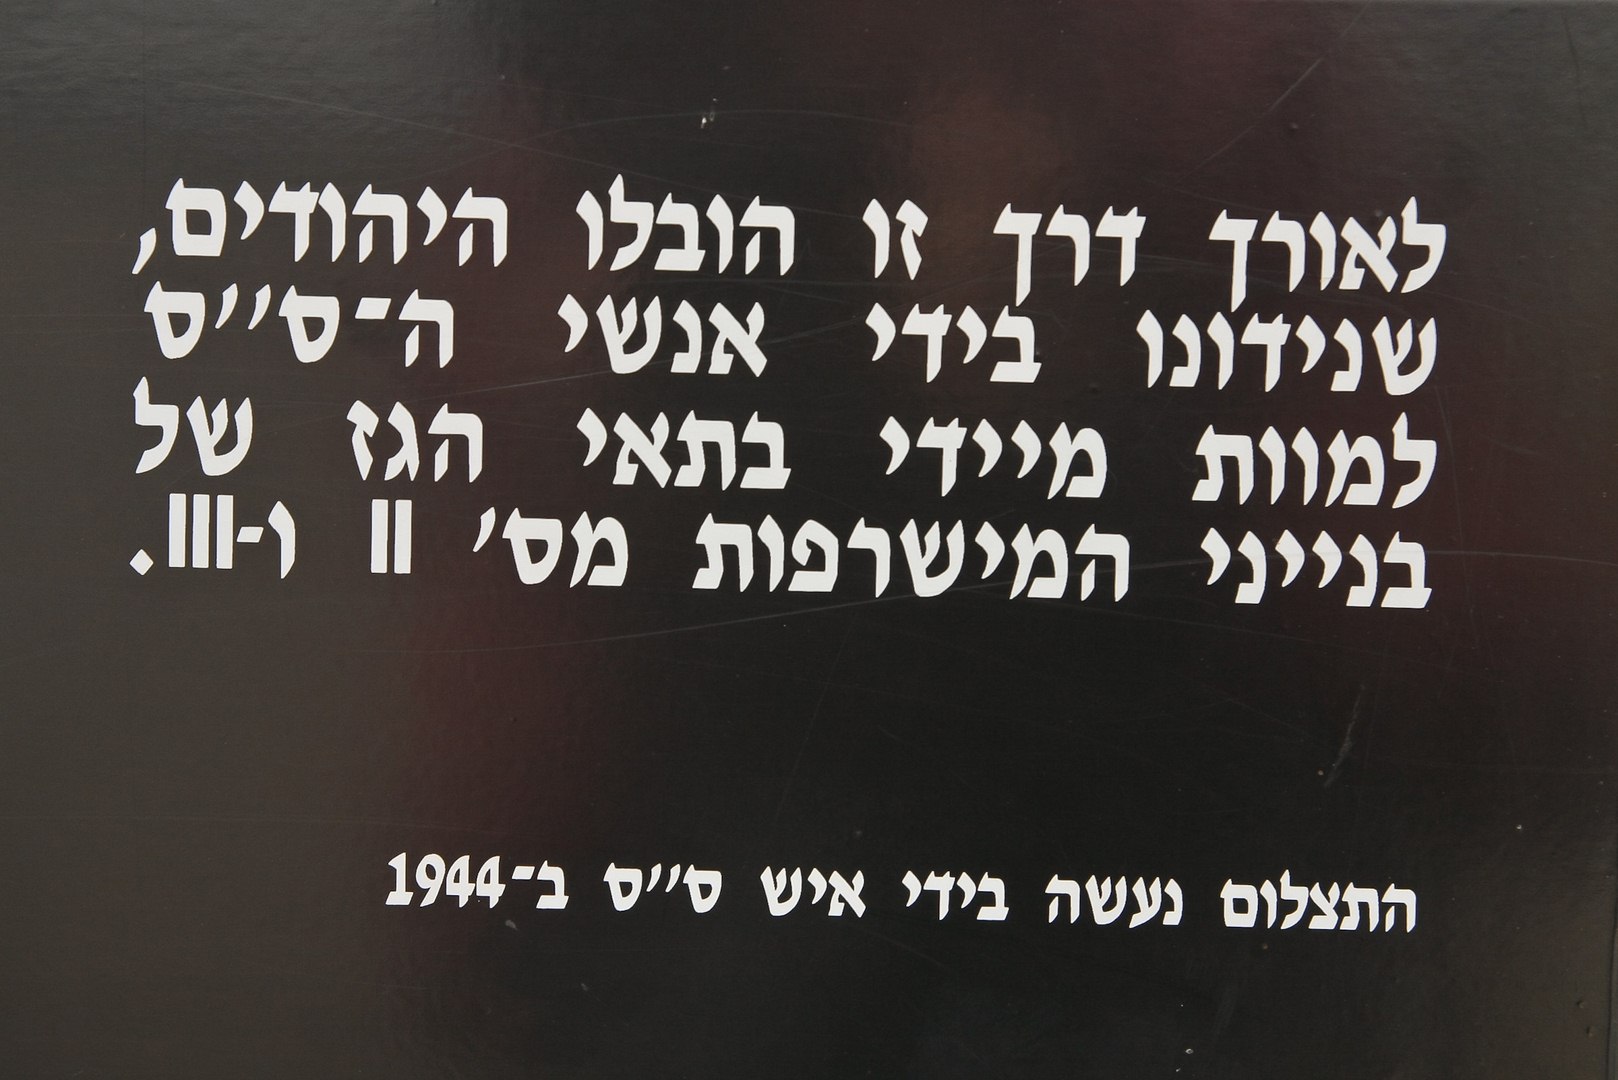 לאורך דרך זו הובלו היהודים,
שנידונו בידי אנשי ה־ס׳׳ס
למוות מיידי בתאי הגז של
בנייני המישרפות מס׳ II ו-III.
התצלום נעשה בידי איש ס׳׳ס ב־1944